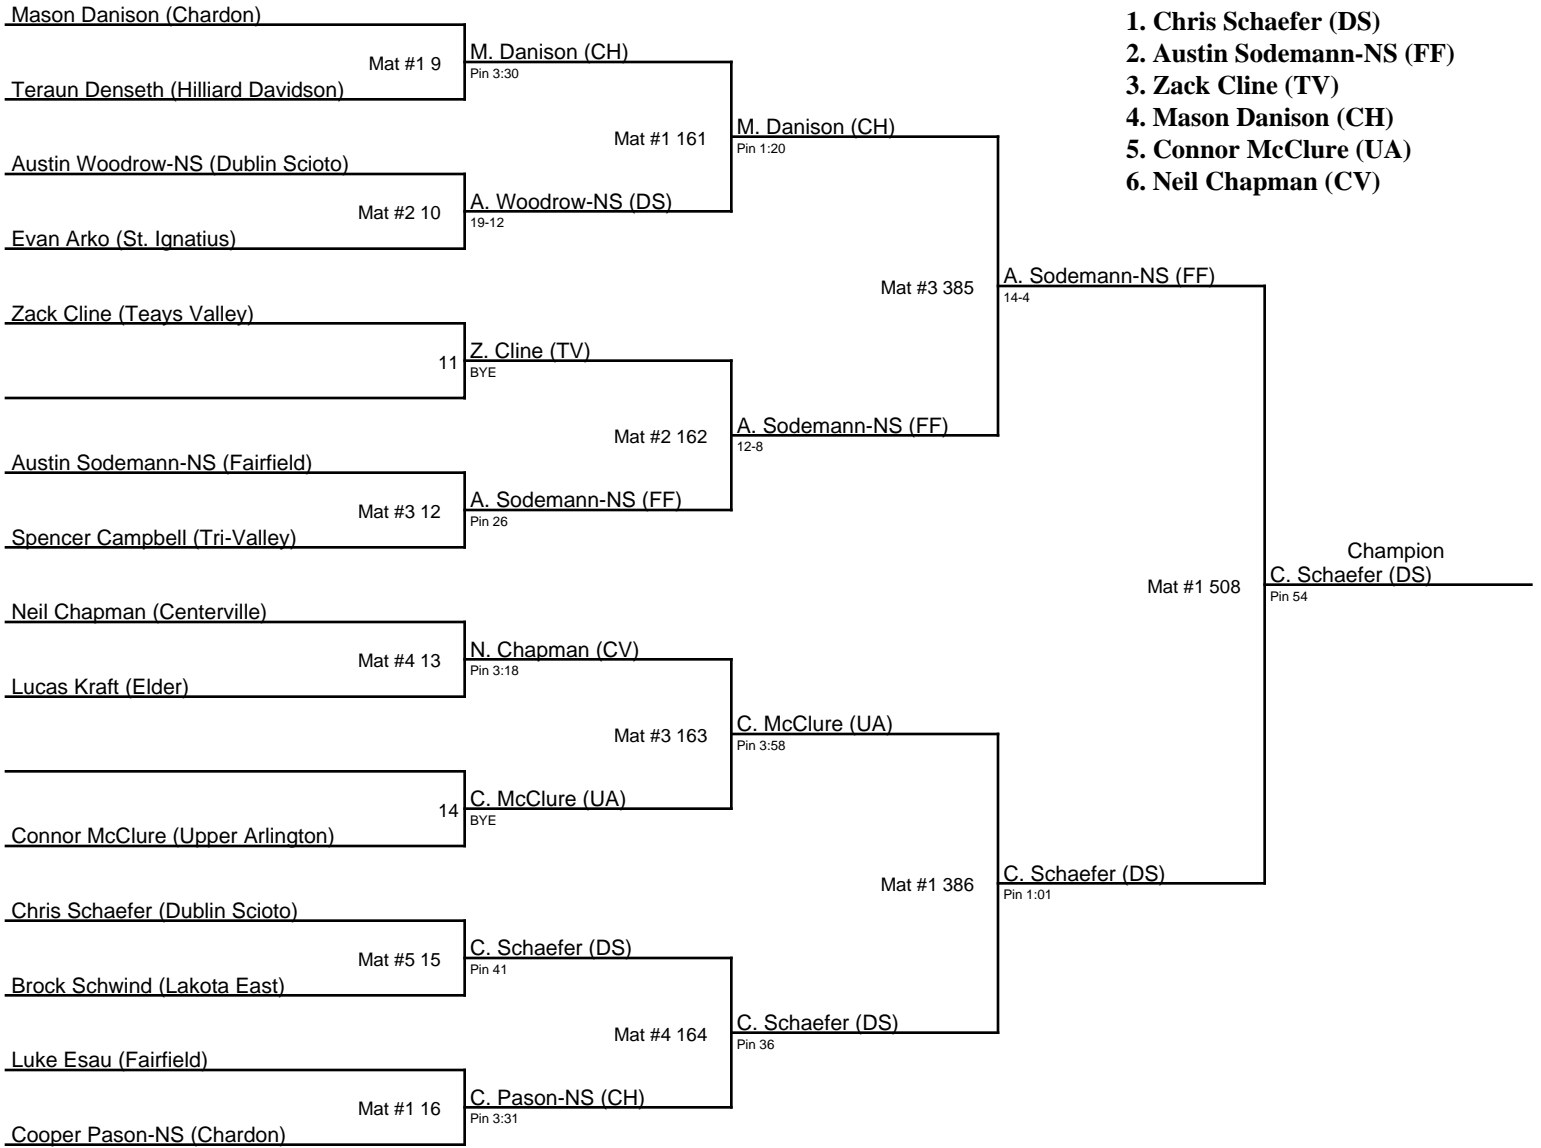 Mason Danison (Chardon)
Mat #1 9
M. Danison (CH)
Pin 3:30
Teraun Denseth (Hilliard Davidson)
Mat #1 161
M. Danison (CH)
Pin 1:20
Austin Woodrow-NS (Dublin Scioto)
Mat #2 10
A. Woodrow-NS (DS)
19-12
Evan Arko (St. Ignatius)
Mat #3 385
A. Sodemann-NS (FF)
14-4
Zack Cline (Teays Valley)
11
Z. Cline (TV)
BYE
Mat #2 162
A. Sodemann-NS (FF)
12-8
Austin Sodemann-NS (Fairfield)
Mat #3 12
A. Sodemann-NS (FF)
Pin 26
Spencer Campbell (Tri-Valley)
Champion
Mat #1 508
C. Schaefer (DS)
Pin 54
Neil Chapman (Centerville)
Mat #4 13
N. Chapman (CV)
Pin 3:18
Lucas Kraft (Elder)
Mat #3 163
C. McClure (UA)
Pin 3:58
14
C. McClure (UA)
BYE
Connor McClure (Upper Arlington)
Mat #1 386
C. Schaefer (DS)
Pin 1:01
Chris Schaefer (Dublin Scioto)
Mat #5 15
C. Schaefer (DS)
Pin 41
Brock Schwind (Lakota East)
Mat #4 164
C. Schaefer (DS)
Pin 36
Luke Esau (Fairfield)
Mat #1 16
C. Pason-NS (CH)
Pin 3:31
Cooper Pason-NS (Chardon)
1. Chris Schaefer (DS)
2. Austin Sodemann-NS (FF)
3. Zack Cline (TV)
4. Mason Danison (CH)
5. Connor McClure (UA)
6. Neil Chapman (CV)